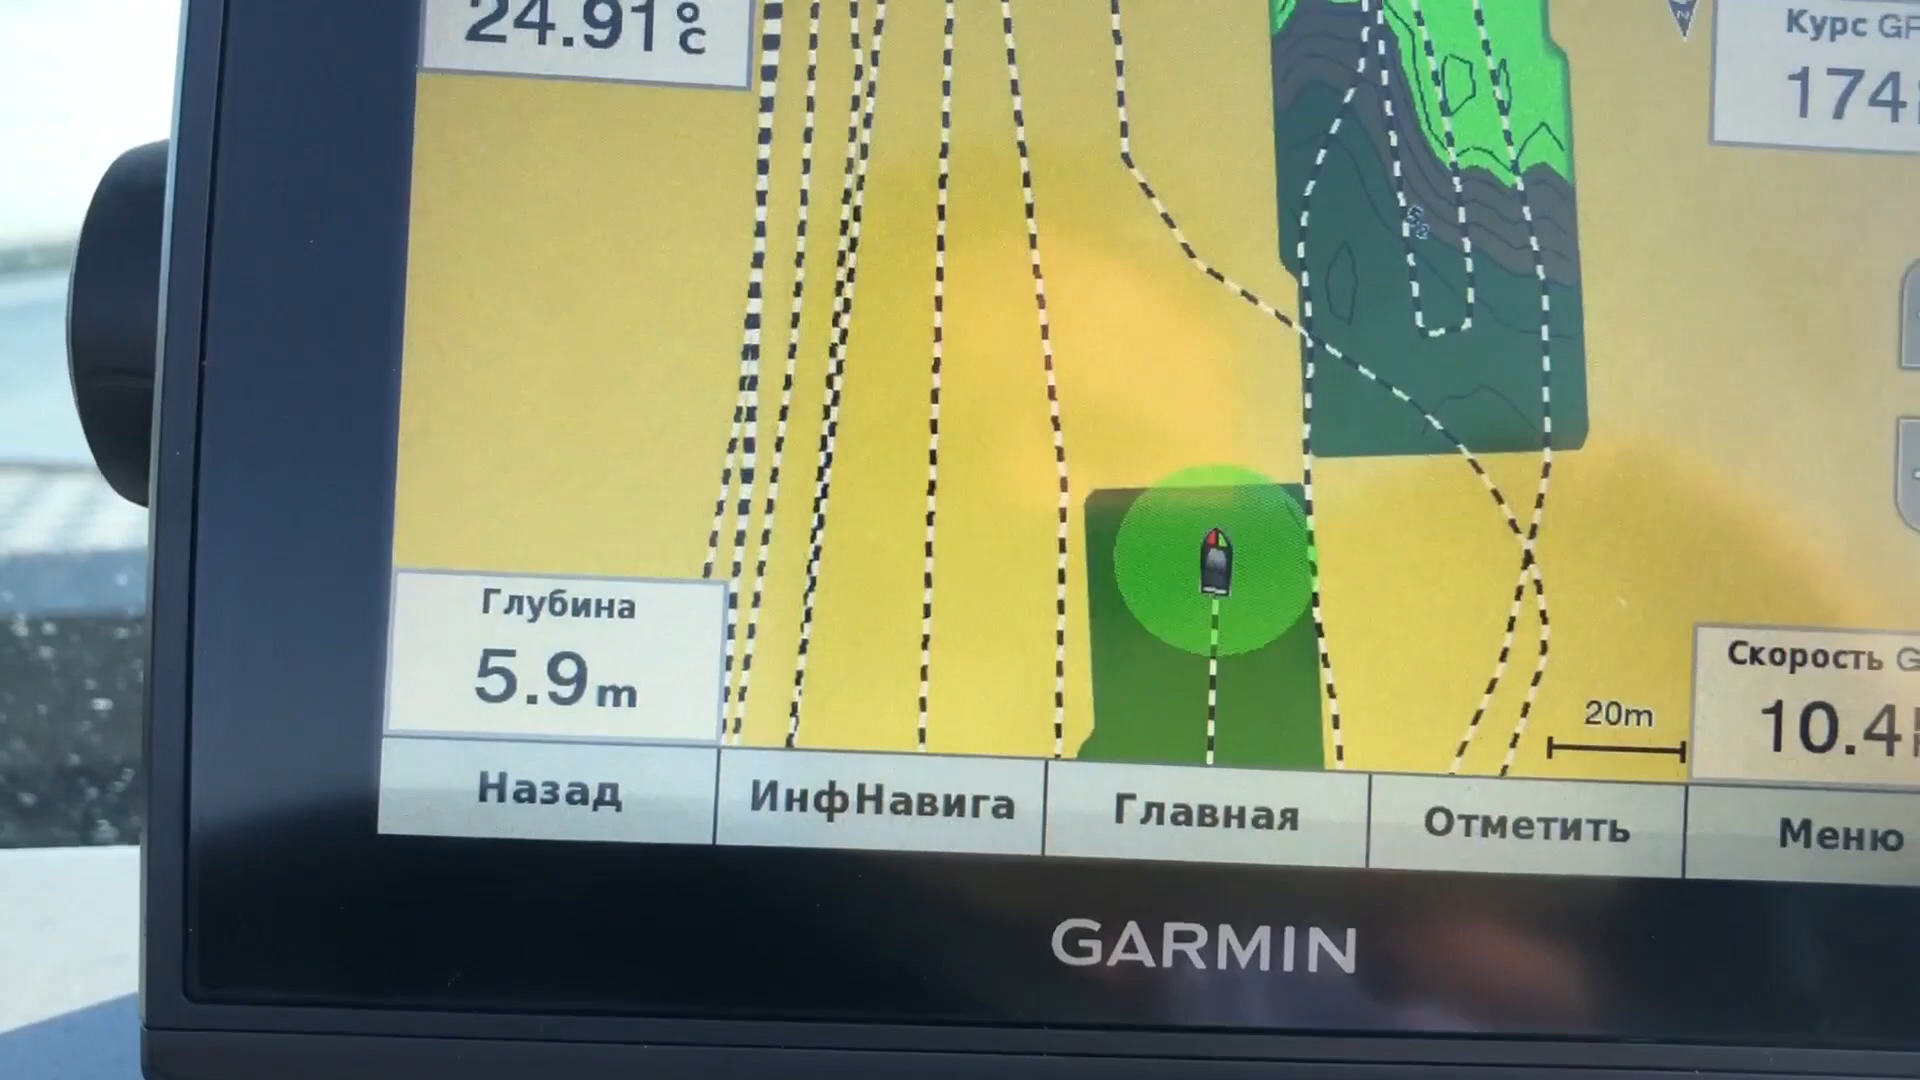 24.91°C
Курс GP
174
N
Глубина
5.9m
20m
Скорость G
10.4
Назад
ИнфНавига
Главная
Отметить
Меню
GARMIN